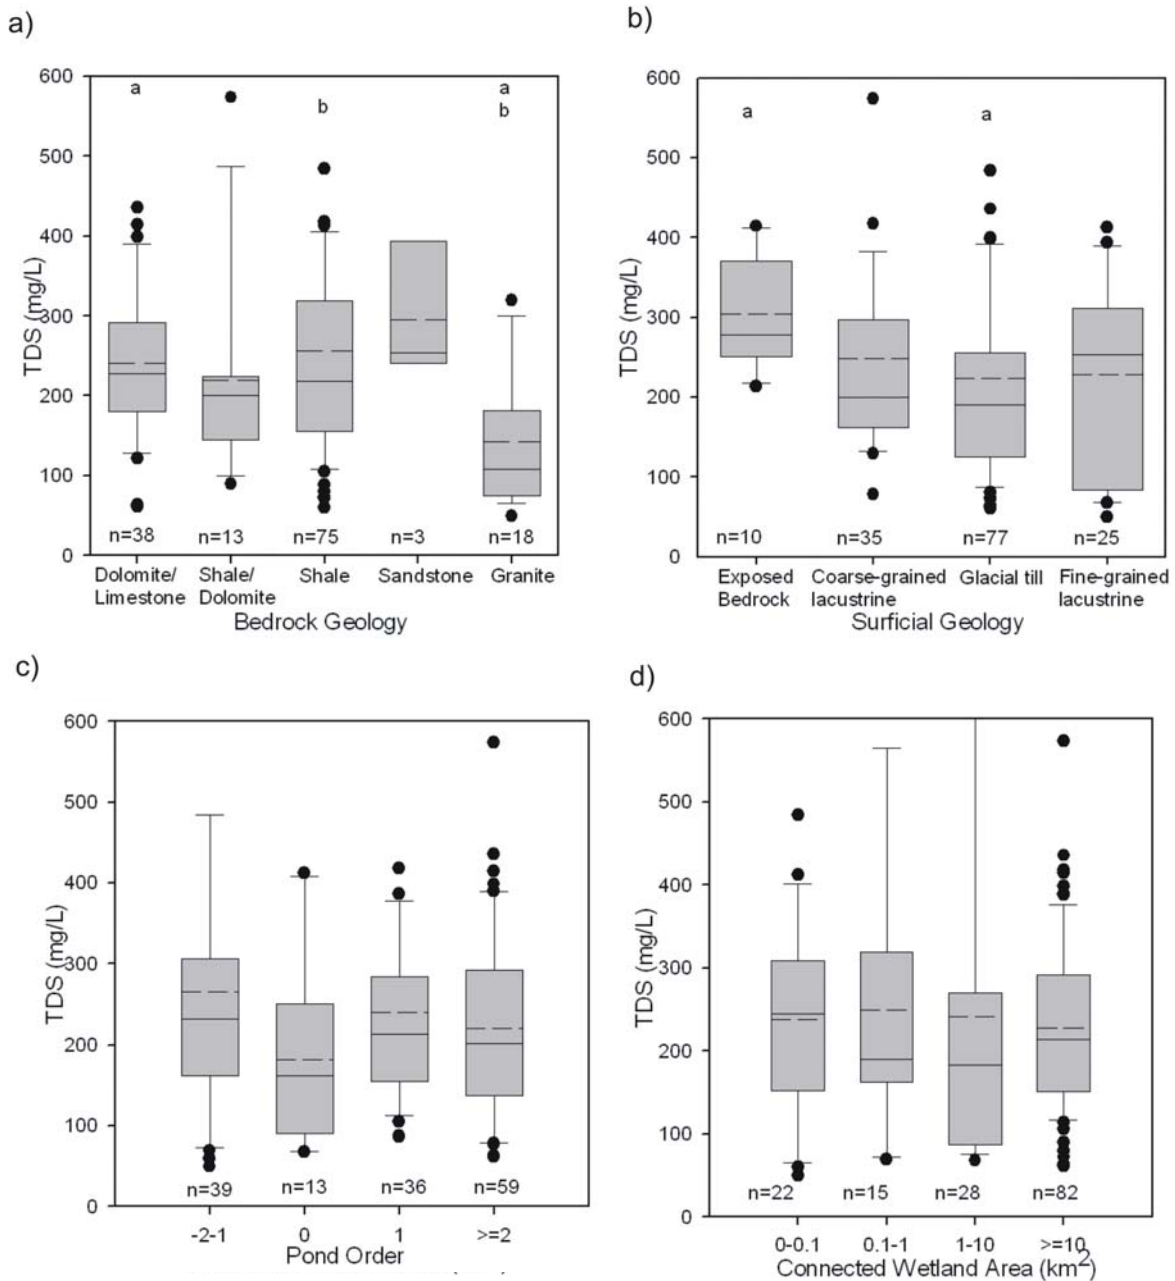 a)
600
500
400
300
200
100
0
TDS (mg/L)
a
b
a
b
n=38
n=13
n=75
n=3
n=18
Dolomite/
Limestone
Shale/
Dolomite
Shale
Sandstone
Granite
Bedrock Geology
b)
600
500
400
300
200
100
0
TDS (mg/L)
a
a
n=10
n=35
n=77
n=25
Exposed
Bedrock
Coarse-grained
lacustrine
Glacial till
Fine-grained
lacustrine
Surficial Geology
c)
600
500
400
300
200
100
0
TDS (mg/L)
n=39
n=13
n=36
n=59
-2-1
0
1
>=2
Pond Order
d)
600
500
400
300
200
100
0
TDS (mg/L)
n=22
n=15
n=28
n=82
0-0.1
0.1-1
1-10
>=10
Connected Wetland Area (km2)